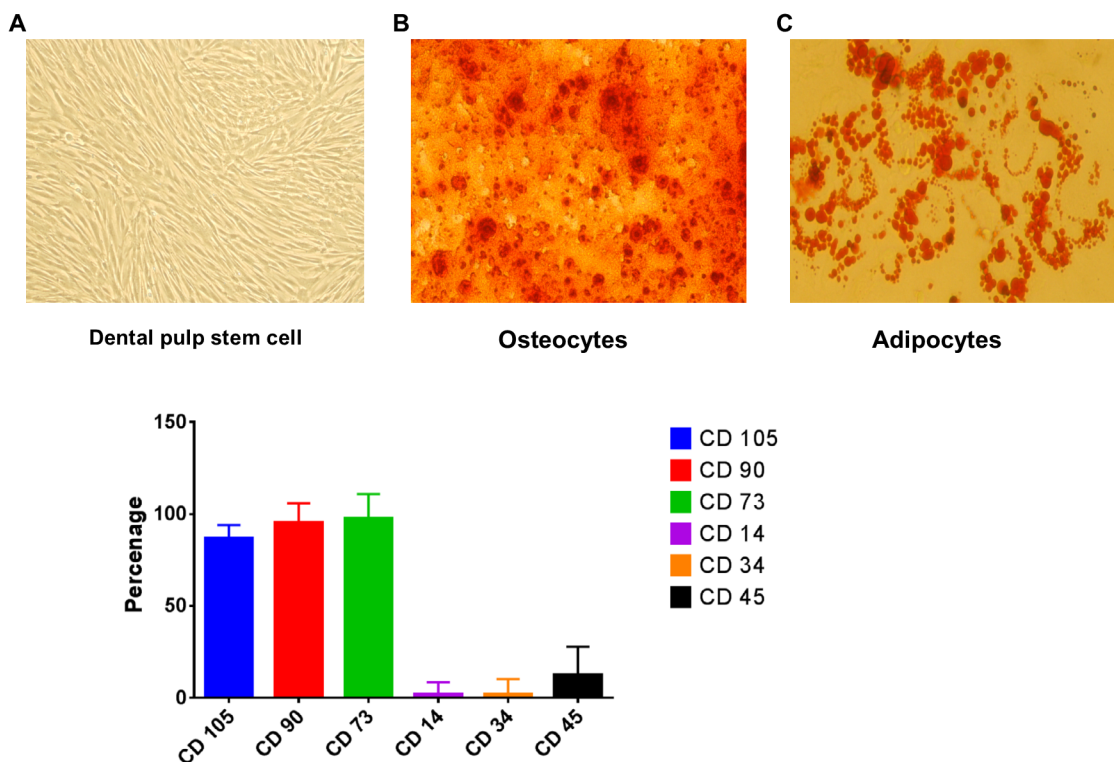 A
B
C
Dental pulp stem cell
Osteocytes
Adipocytes
150
100
50
0
Percenage
CD 105
CD 90
CD 73
CD 14
CD 34
CD 45
CD 105
CD 90
CD 73
CD 14
CD 34
CD 45